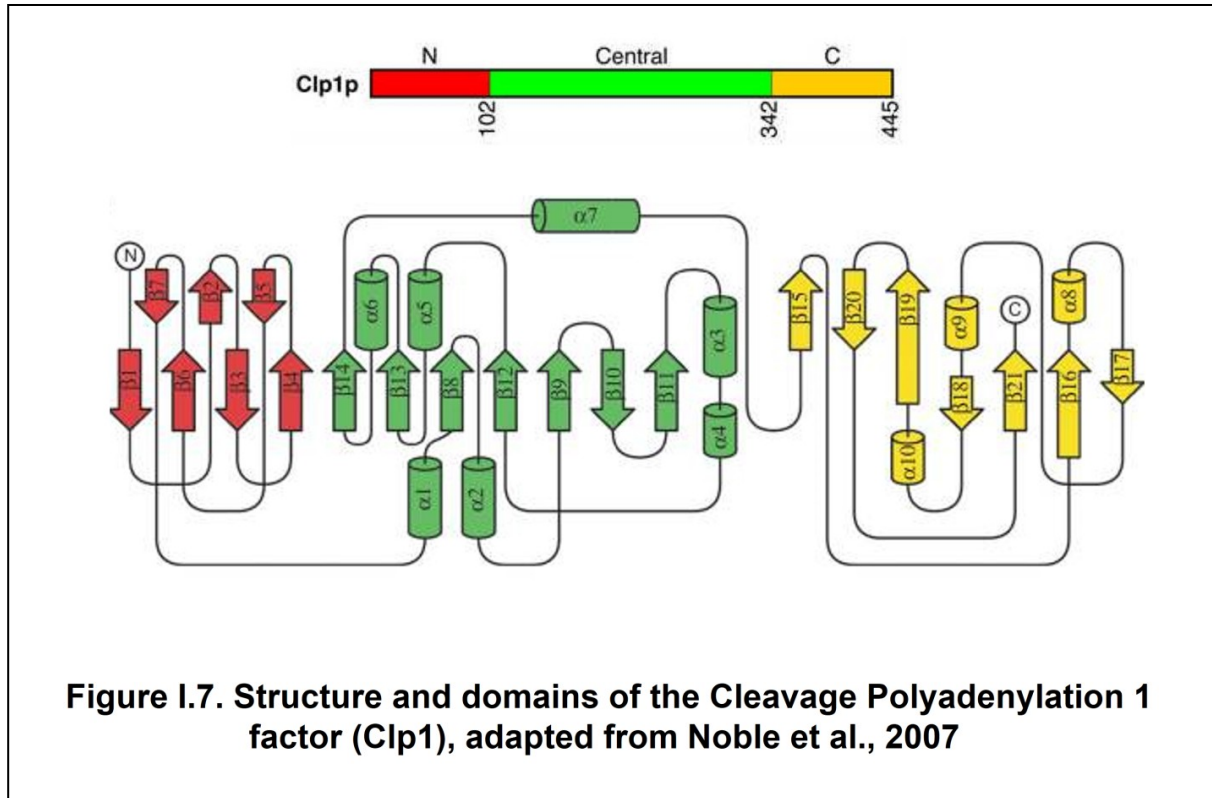 N Central C
Clp1p
102 342 445
α7
N β7 β2 β5 α6 α5 α3 β15 β20 β19 α9 C α8
β1 β6 β3 β4 β14 β13 β8 β12 β9 β10 β11 α4 β18 β21 β16 β17
α1 α2 α10
Figure I.7. Structure and domains of the Cleavage Polyadenylation 1
factor (Clp1), adapted from Noble et al., 2007